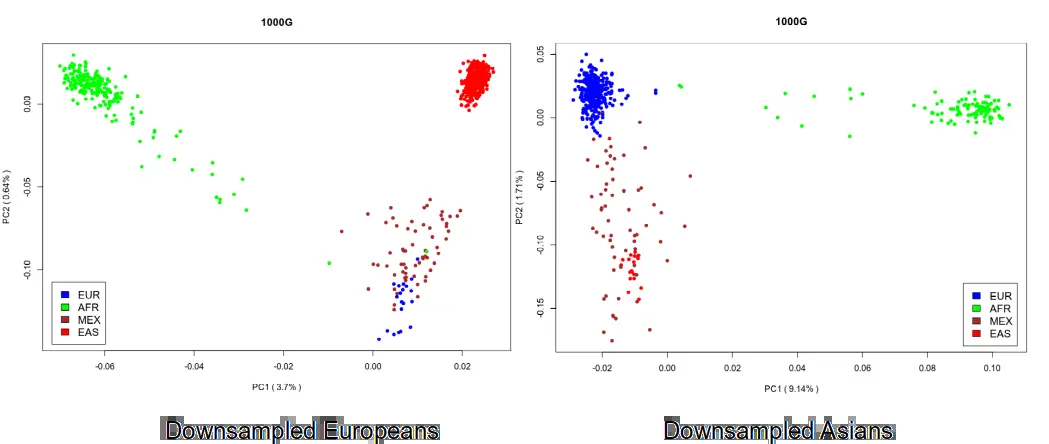 1000G
PC2 ( 0.64% )
0.00
-0.05
-0.10
EUR
AFR
MEX
EAS
-0.06 -0.04 -0.02 0.00 0.02
PC1 ( 3.7% )
Downsampled Europeans
1000G
PC2 ( 1.71% )
0.05
0.00
-0.05
-0.10
-0.15
EUR
AFR
MEX
EAS
-0.02 0.00 0.02 0.04 0.06 0.08 0.10
PC1 ( 9.14% )
Downsampled Asians